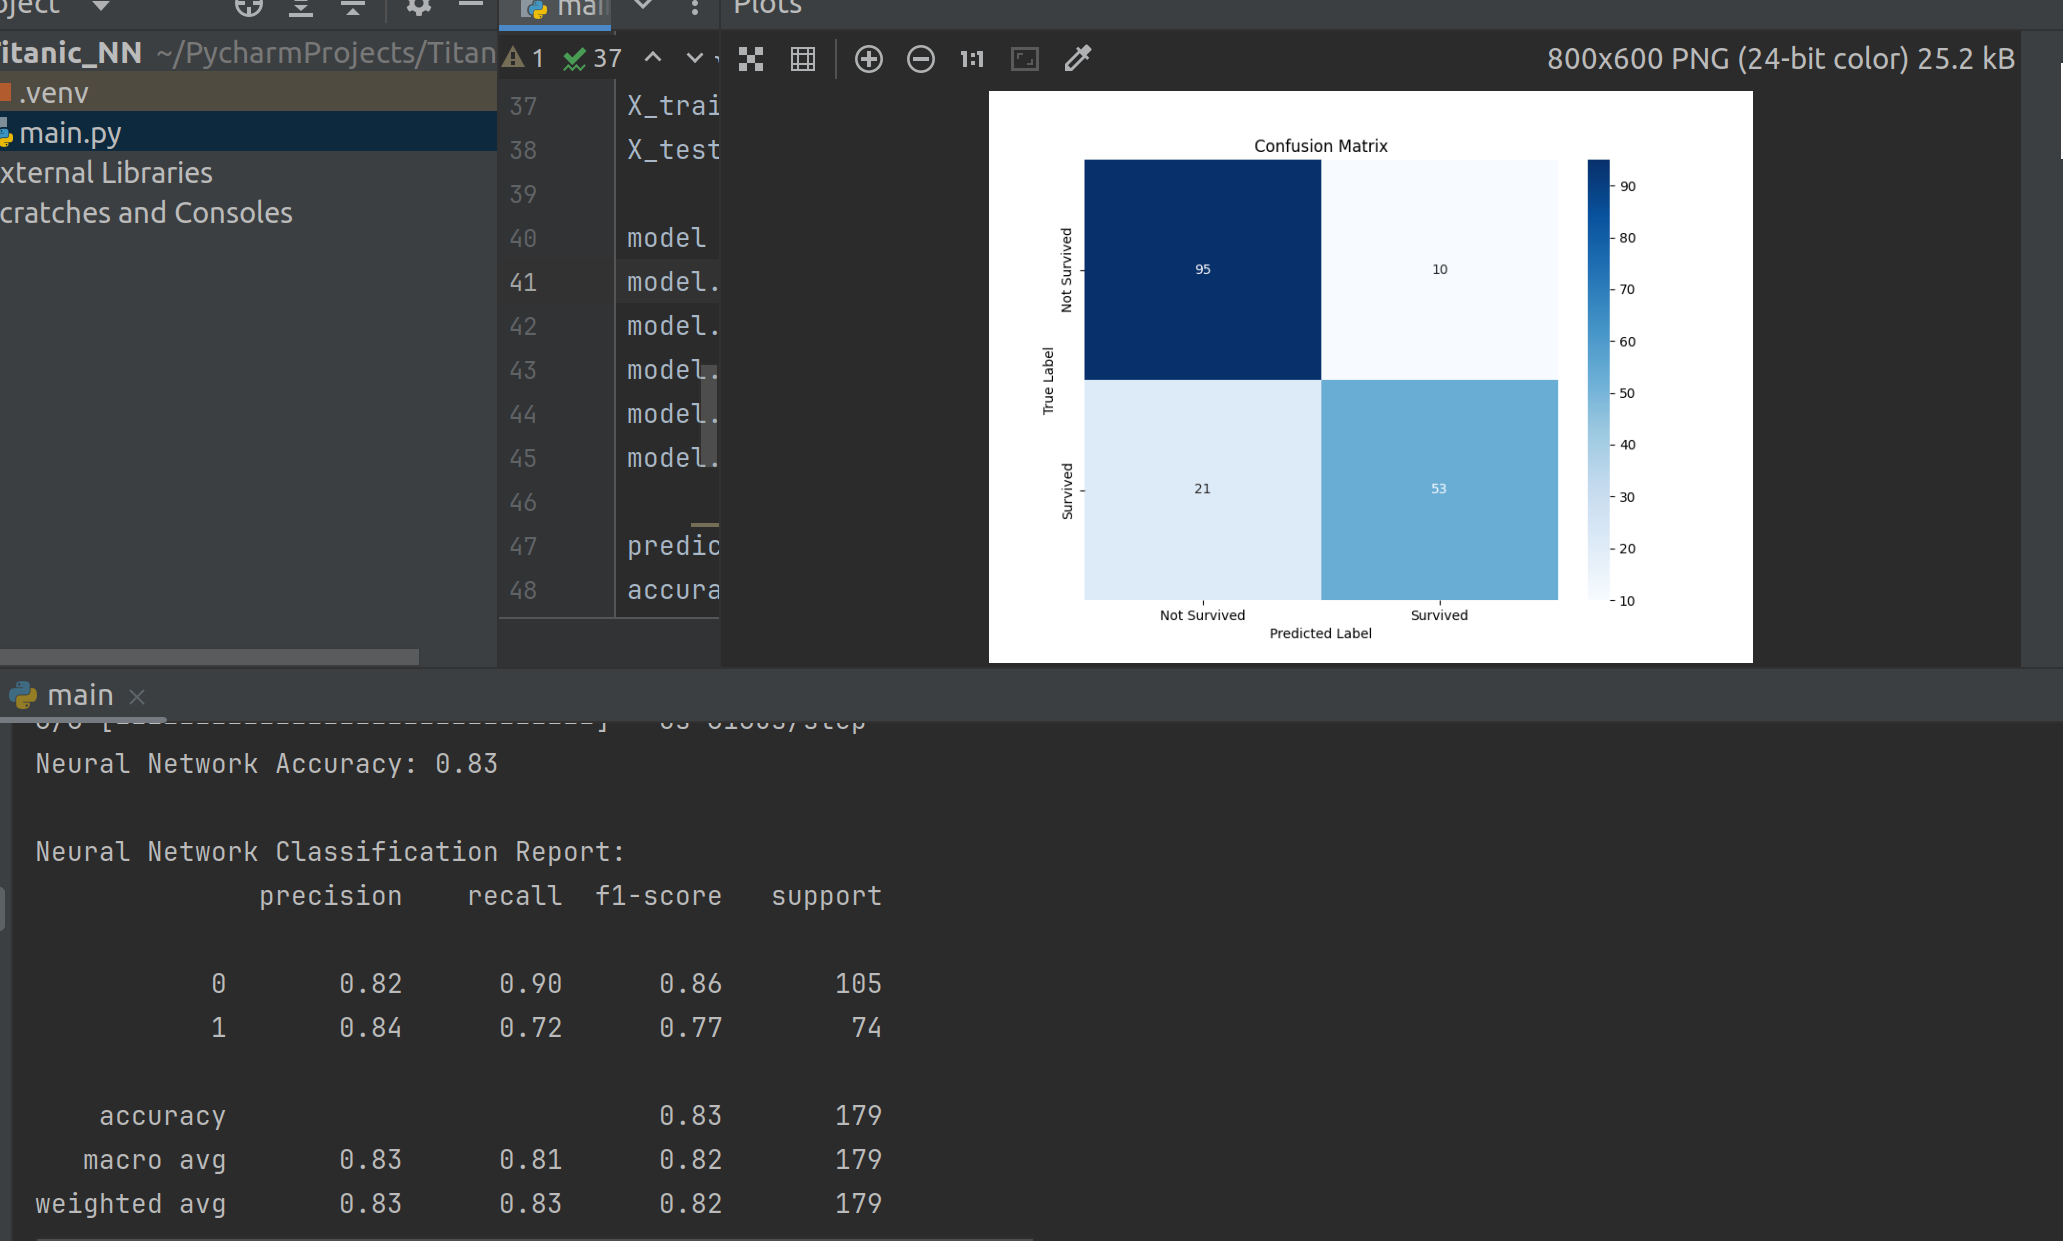 itanic_NN ~/PycharmProjects/Titan
.venv
main.py
xternal Libraries
cratches and Consoles
mai
1 37
37 X_trai
38 X_test
39
40 model
41 model.
42 model.
43 model.
44 model.
45 model.
46
47 predic
48 accura
Plots
1:1
800x600 PNG (24-bit color) 25.2 kB
Confusion Matrix
True Label
Not Survived
Survived
95 10
21 53
Not Survived Survived
Predicted Label
90
80
70
60
50
40
30
20
10
main
Neural Network Accuracy: 0.83
Neural Network Classification Report:
precision recall f1-score support
0 0.82 0.90 0.86 105
1 0.84 0.72 0.77 74
accuracy 0.83 179
macro avg 0.83 0.81 0.82 179
weighted avg 0.83 0.83 0.82 179